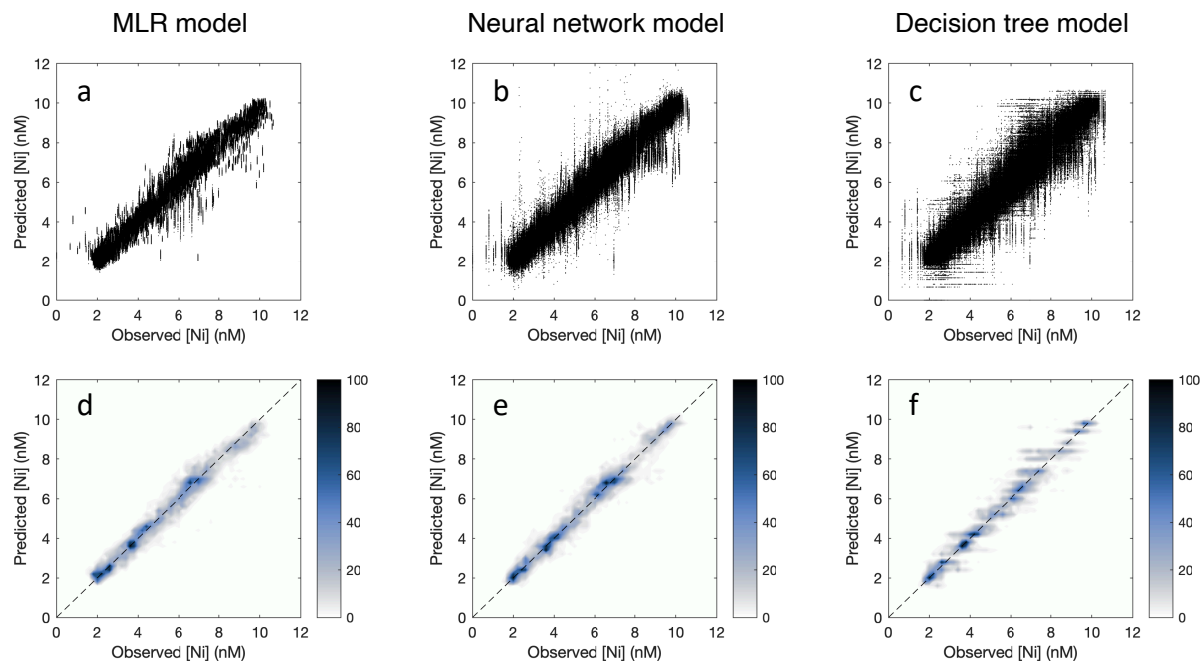 MLR model
Neural network model
Decision tree model
a
12
10
8
6
4
2
0
Predicted [Ni] (nM)
0 2 4 6 8 10 12
Observed [Ni] (nM)
b
12
10
8
6
4
2
0
Predicted [Ni] (nM)
0 2 4 6 8 10 12
Observed [Ni] (nM)
c
12
10
8
6
4
2
0
Predicted [Ni] (nM)
0 2 4 6 8 10 12
Observed [Ni] (nM)
d
12
10
8
6
4
2
0
Predicted [Ni] (nM)
0 2 4 6 8 10 12
Observed [Ni] (nM)
100
80
60
40
20
0
e
12
10
8
6
4
2
0
Predicted [Ni] (nM)
0 2 4 6 8 10 12
Observed [Ni] (nM)
100
80
60
40
20
0
f
12
10
8
6
4
2
0
Predicted [Ni] (nM)
0 2 4 6 8 10 12
Observed [Ni] (nM)
100
80
60
40
20
0